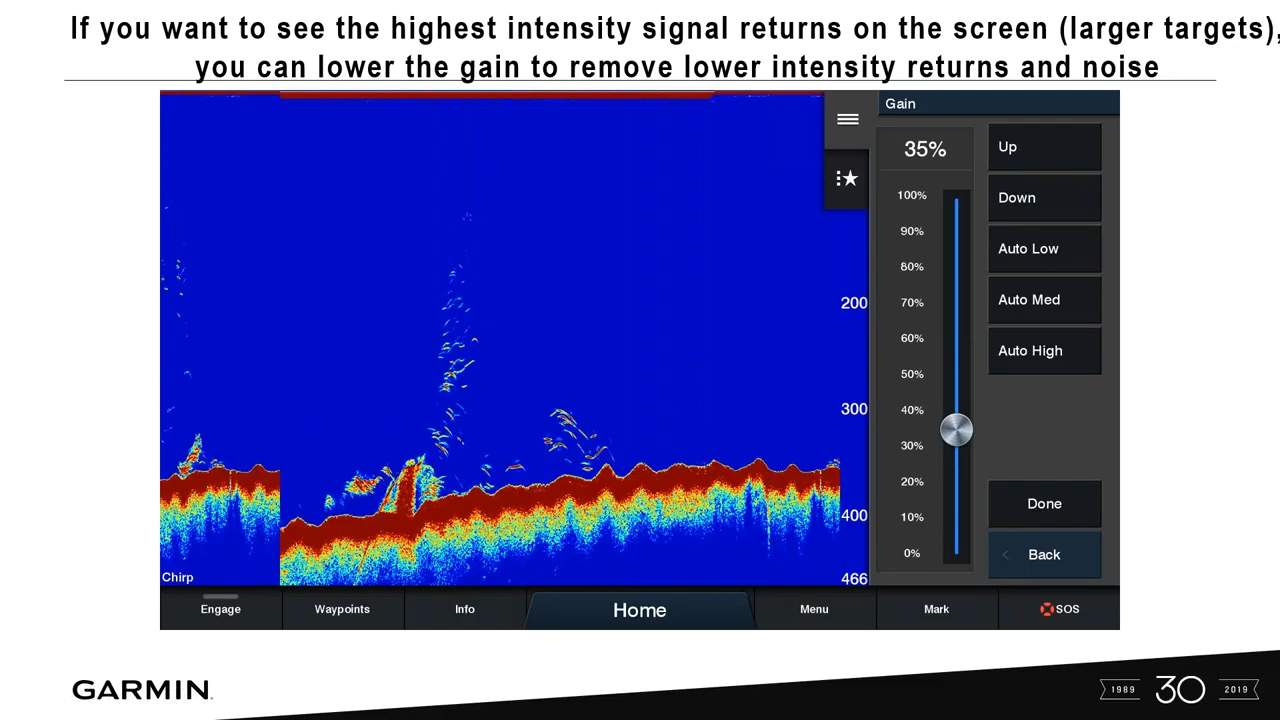 If you want to see the highest intensity signal returns on the screen (larger targets),
you can lower the gain to remove lower intensity returns and noise
Gain
35%
100%
90%
80%
70%
60%
50%
40%
30%
20%
10%
0%
Up
Down
Auto Low
Auto Med
Auto High
Done
Back
200
300
400
466
Chirp
Engage
Waypoints
Info
Home
Menu
Mark
SOS
GARMIN
1989
30
2019